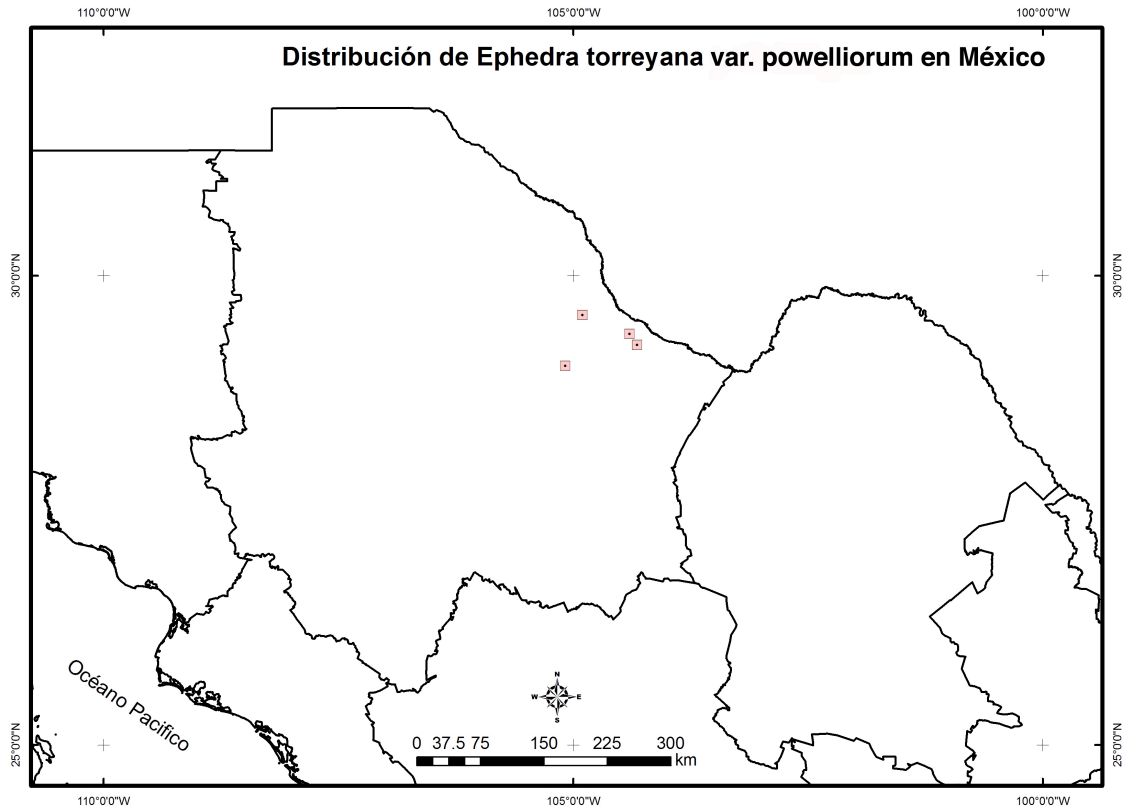 110°0'0"W 105°0'0"W 100°0'0"W
Distribución de Ephedra torreyana var. powelliorum en México
30°0'0"N 30°0'0"N
Océano Pacifico
N
W E
S
0 37.5 75 150 225 300
km
25°0'0"N 25°0'0"N
110°0'0"W 105°0'0"W 100°0'0"W